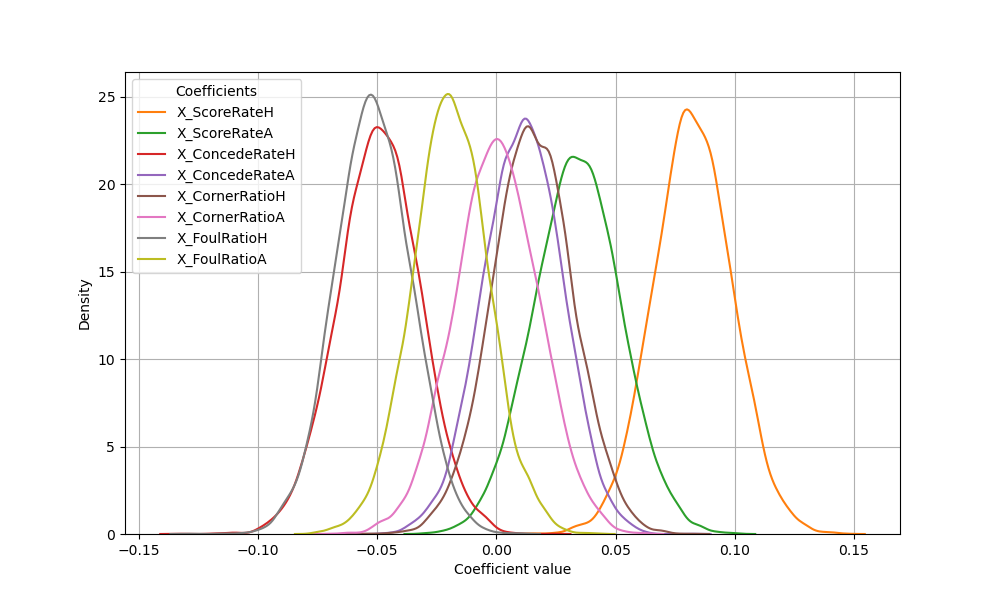 Coefficients
X_ScoreRateH
X_ScoreRateA
X_ConcedeRateH
X_ConcedeRateA
X_CornerRatioH
X_CornerRatioA
X_FoulRatioH
X_FoulRatioA
25
20
15
10
5
0
Density
−0.15 −0.10 −0.05 0.00 0.05 0.10 0.15
Coefficient value